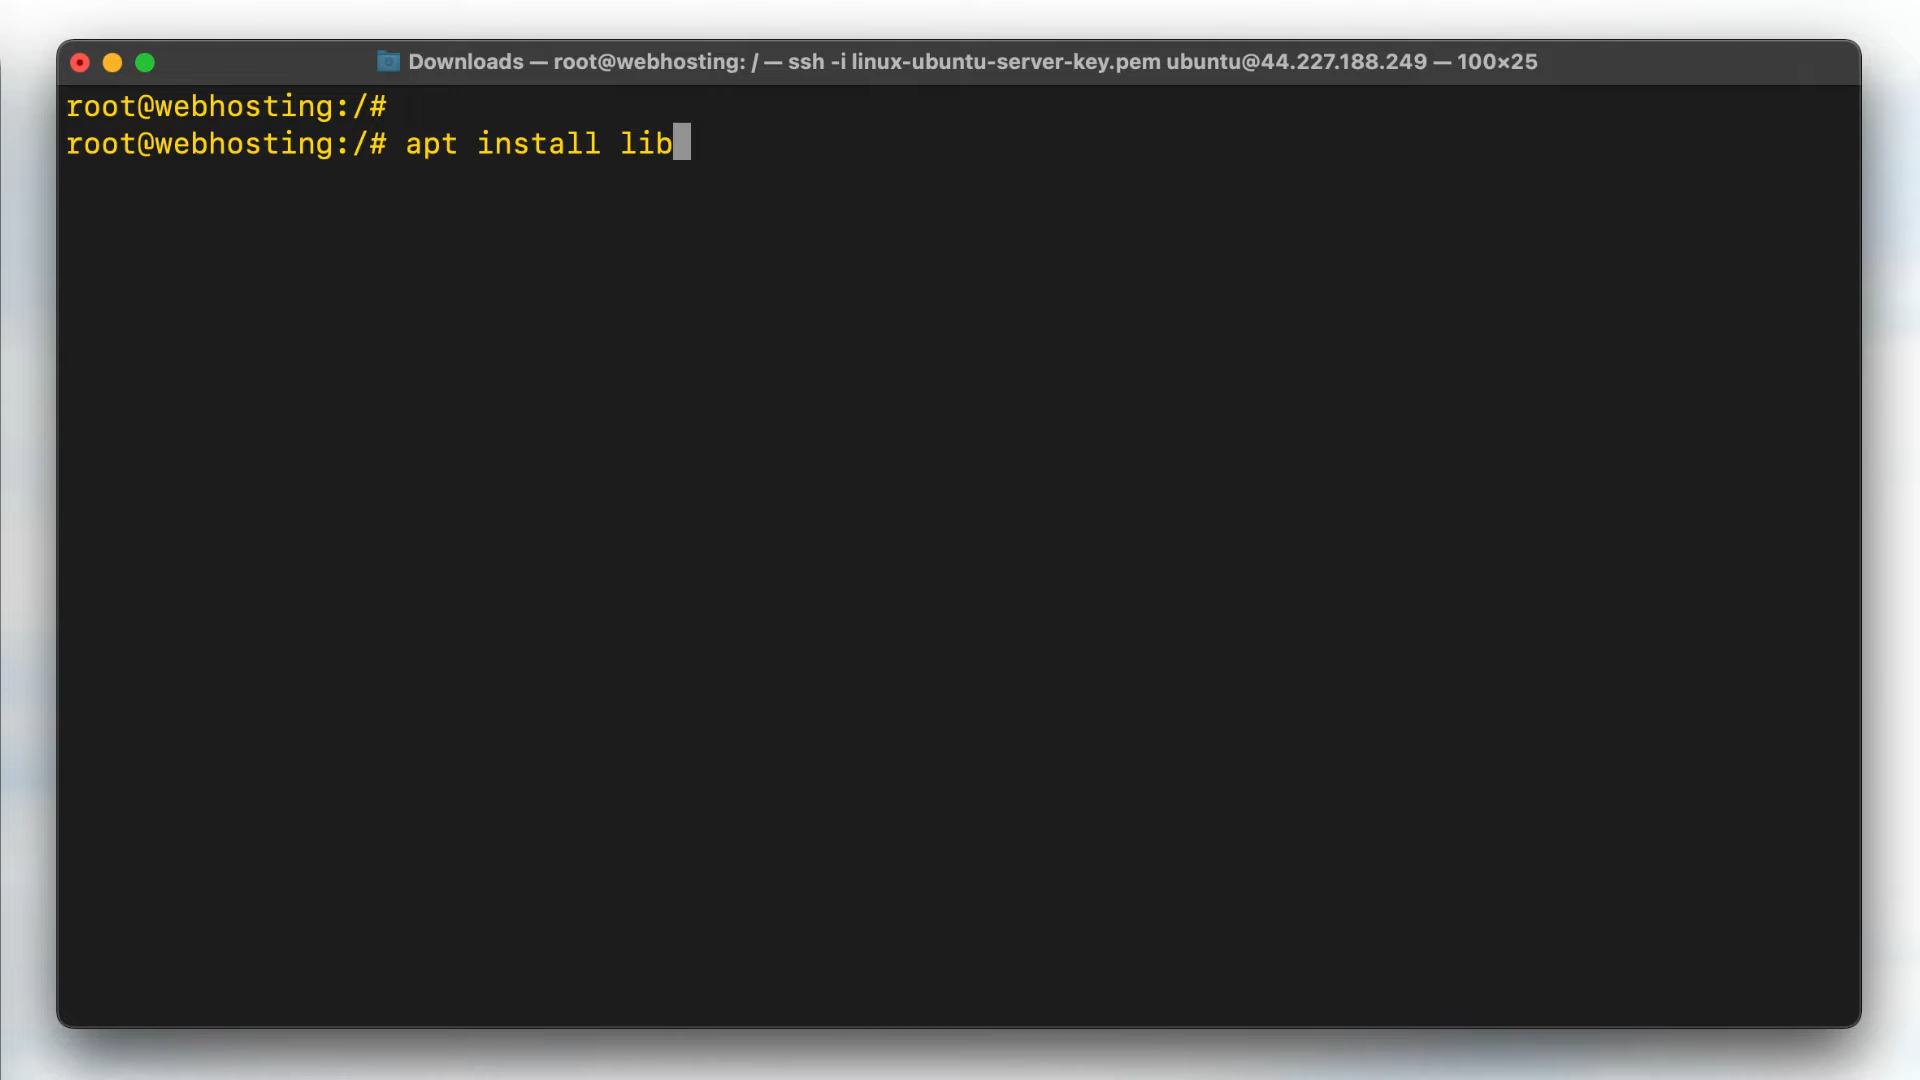 Downloads — root@webhosting: / — ssh -i linux-ubuntu-server-key.pem ubuntu@44.227.188.249 — 100×25
root@webhosting:/#
root@webhosting:/# apt install lib